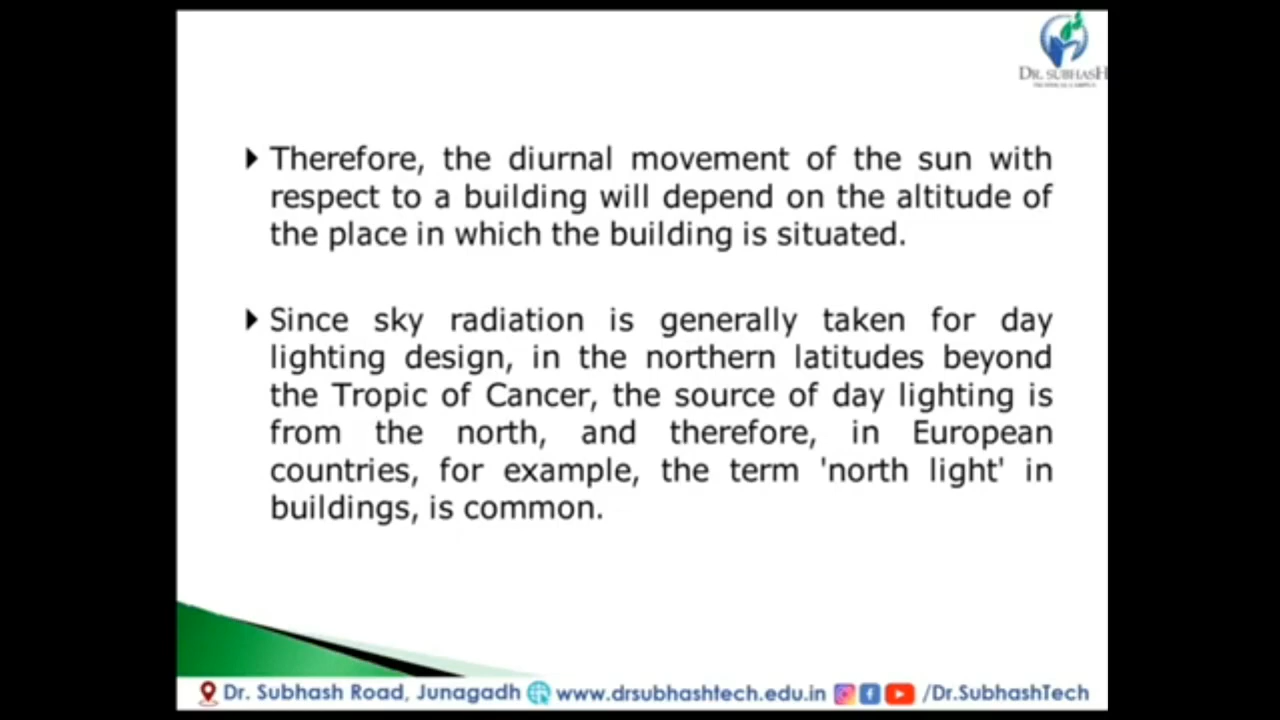 DR. SUBHASH
Therefore, the diurnal movement of the sun with
respect to a building will depend on the altitude of
the place in which the building is situated.
Since sky radiation is generally taken for day
lighting design, in the northern latitudes beyond
the Tropic of Cancer, the source of day lighting is
from the north, and therefore, in European
countries, for example, the term 'north light' in
buildings, is common.
Dr. Subhash Road, Junagadh www.drsubhashtech.edu.in /Dr.SubhashTech